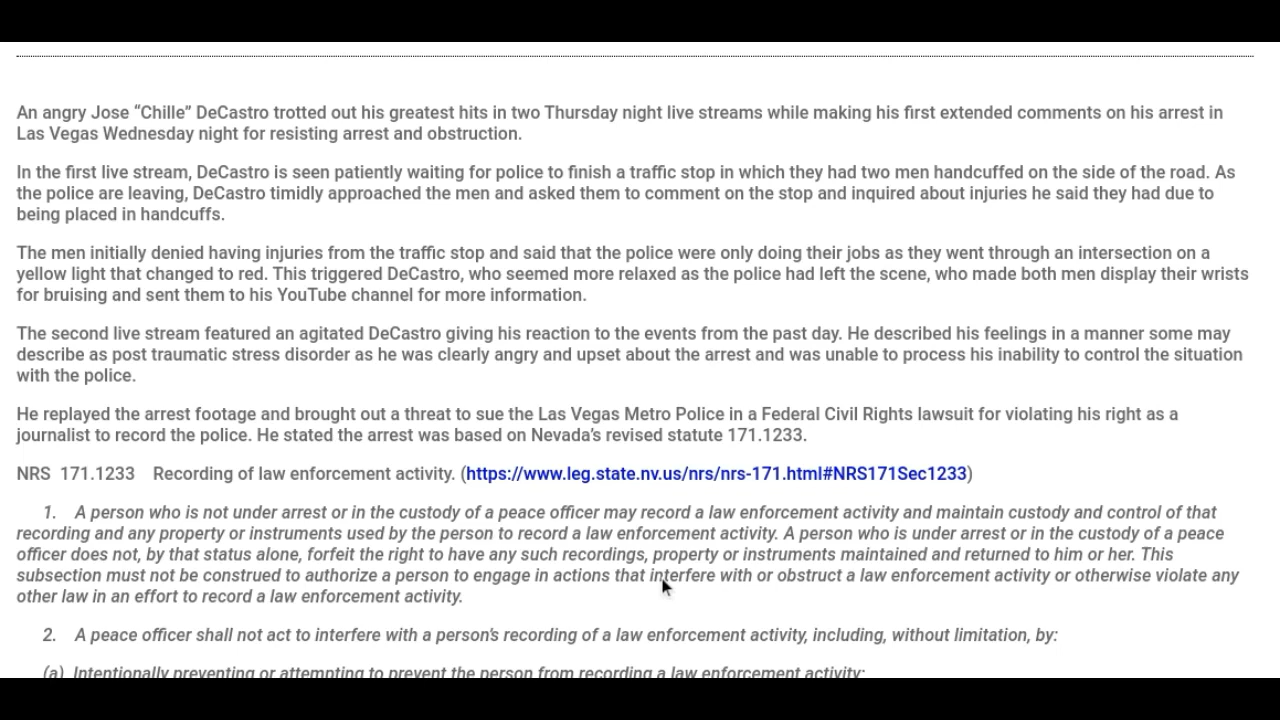 An angry Jose “Chille” DeCastro trotted out his greatest hits in two Thursday night live streams while making his first extended comments on his arrest in
Las Vegas Wednesday night for resisting arrest and obstruction.
In the first live stream, DeCastro is seen patiently waiting for police to finish a traffic stop in which they had two men handcuffed on the side of the road. As
the police are leaving, DeCastro timidly approached the men and asked them to comment on the stop and inquired about injuries he said they had due to
being placed in handcuffs.
The men initially denied having injuries from the traffic stop and said that the police were only doing their jobs as they went through an intersection on a
yellow light that changed to red. This triggered DeCastro, who seemed more relaxed as the police had left the scene, who made both men display their wrists
for bruising and sent them to his YouTube channel for more information.
The second live stream featured an agitated DeCastro giving his reaction to the events from the past day. He described his feelings in a manner some may
describe as post traumatic stress disorder as he was clearly angry and upset about the arrest and was unable to process his inability to control the situation
with the police.
He replayed the arrest footage and brought out a threat to sue the Las Vegas Metro Police in a Federal Civil Rights lawsuit for violating his right as a
journalist to record the police. He stated the arrest was based on Nevada’s revised statute 171.1233.
NRS 171.1233 Recording of law enforcement activity. (https://www.leg.state.nv.us/nrs/nrs-171.html#NRS171Sec1233)
1. A person who is not under arrest or in the custody of a peace officer may record a law enforcement activity and maintain custody and control of that
recording and any property or instruments used by the person to record a law enforcement activity. A person who is under arrest or in the custody of a peace
officer does not, by that status alone, forfeit the right to have any such recordings, property or instruments maintained and returned to him or her. This
subsection must not be construed to authorize a person to engage in actions that interfere with or obstruct a law enforcement activity or otherwise violate any
other law in an effort to record a law enforcement activity.
2. A peace officer shall not act to interfere with a person’s recording of a law enforcement activity, including, without limitation, by:
(a) Intentionally preventing or attempting to prevent the person from recording a law enforcement activity;